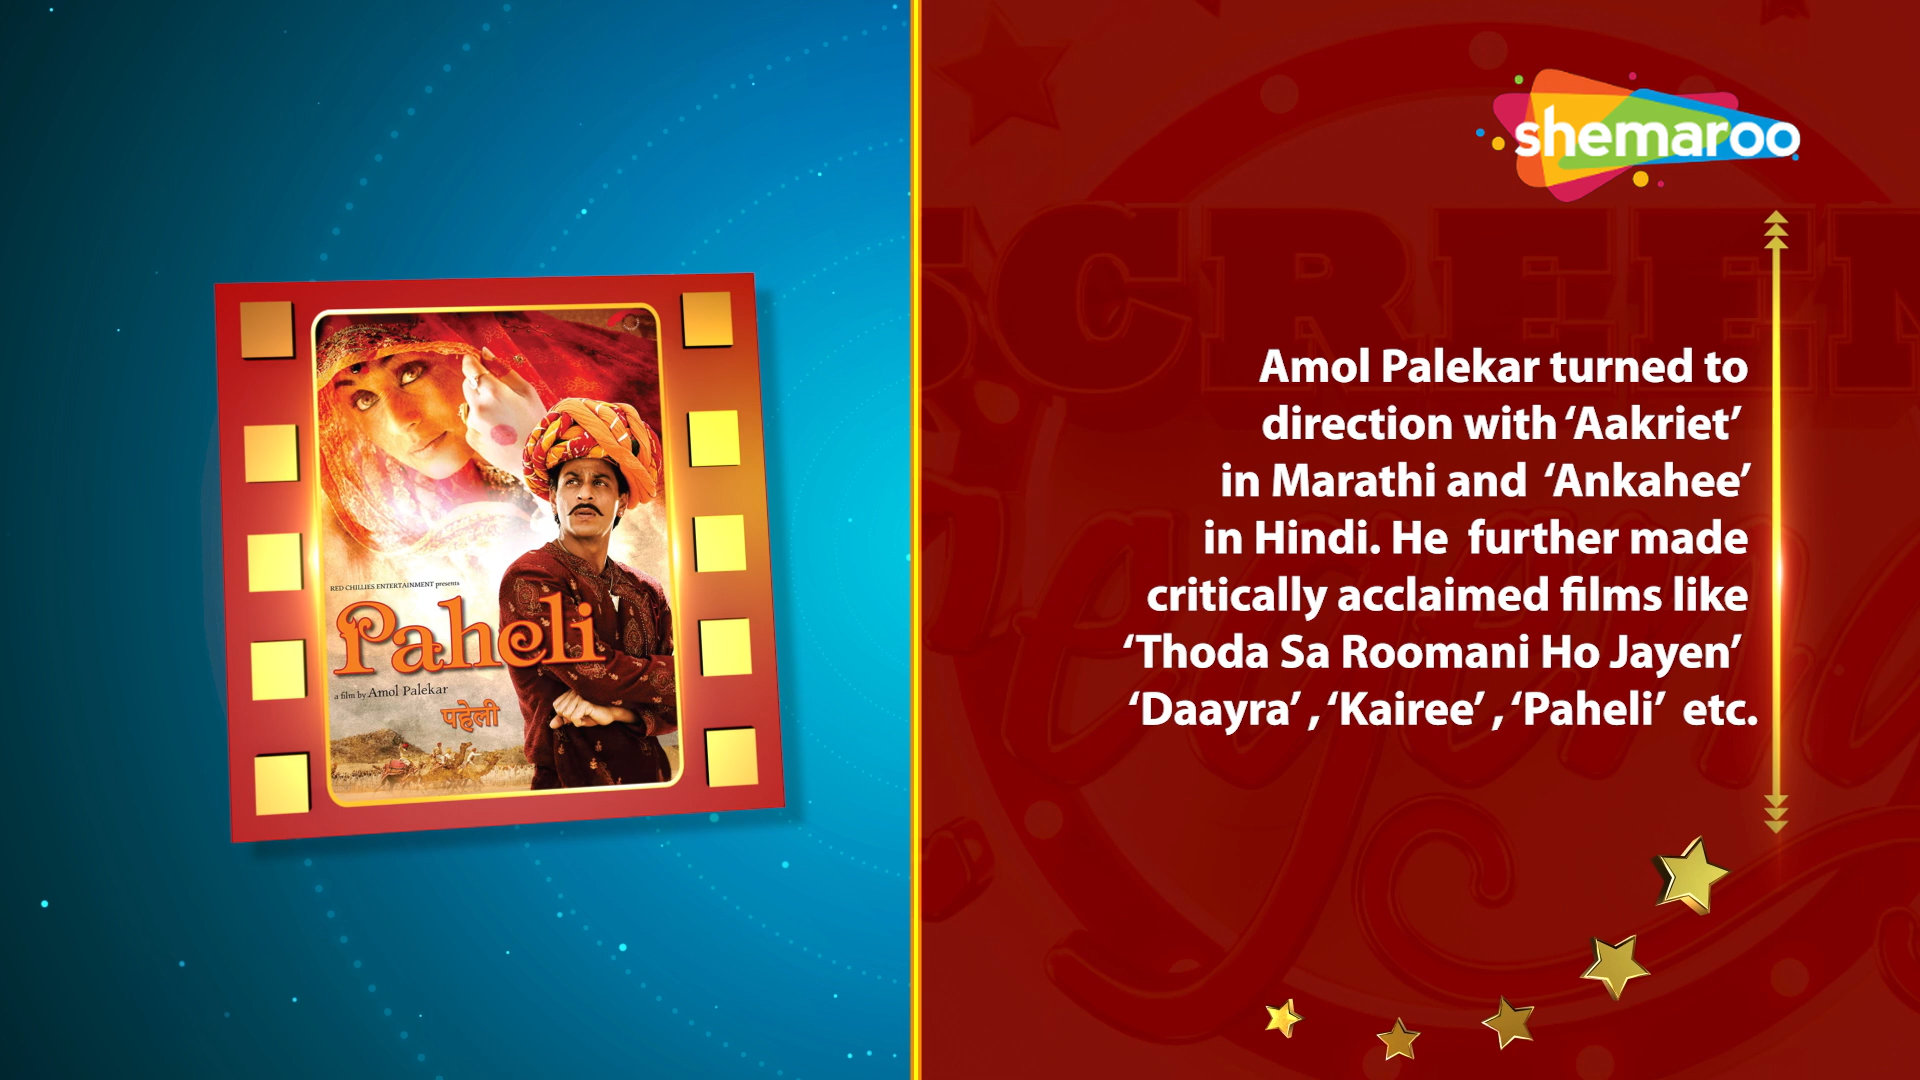 RED CHILLIES ENTERTAINMENT presents
Paheli
a film by Amol Palekar
पहेली
shemaroo
Amol Palekar turned to
direction with ‘Aakriet’
in Marathi and ‘Ankahee’
in Hindi. He further made
critically acclaimed films like
‘Thoda Sa Roomani Ho Jayen’
‘Daayra’ , ‘Kairee’ , ‘Paheli’ etc.